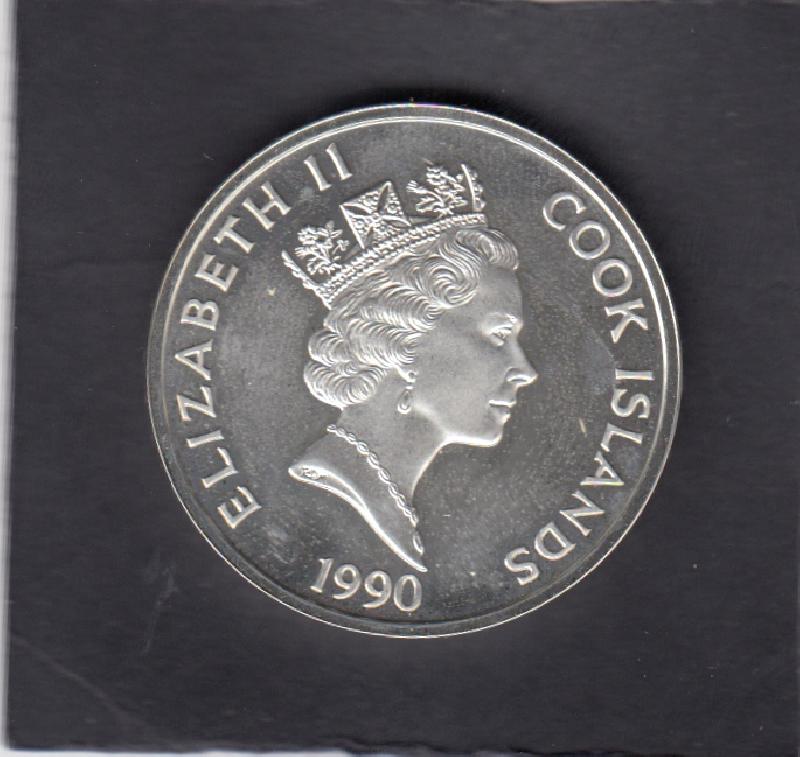 ELIZABETH II
COOK ISLANDS
1990